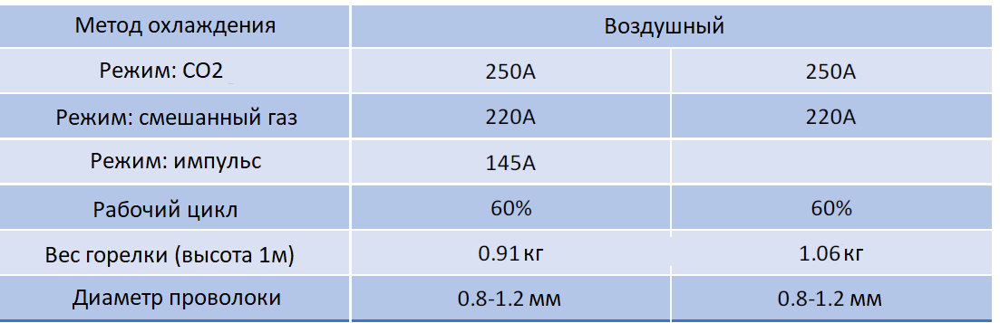 Метод охлаждения Воздушный
Режим: CO2 250A 250A
Режим: смешанный газ 220A 220A
Режим: импульс 145A
Рабочий цикл 60% 60%
Вес горелки (высота 1м) 0.91 кг 1.06 кг
Диаметр проволоки 0.8-1.2 мм 0.8-1.2 мм